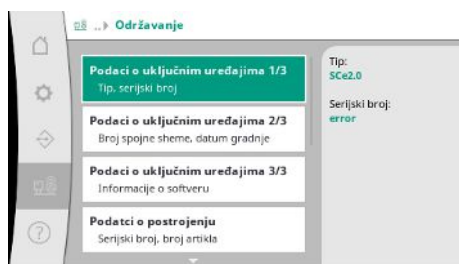 ..▸ Održavanje
Podaci o uključnim uređajima 1/3
Tip, serijski broj
Podaci o uključnim uređajima 2/3
Broj spojne sheme, datum gradnje
Podaci o uključnim uređajima 3/3
Informacije o softveru
Podatci o postrojenju
Serijski broj, broj artikla
Tip:
SCe2.0
Serijski broj:
error
?